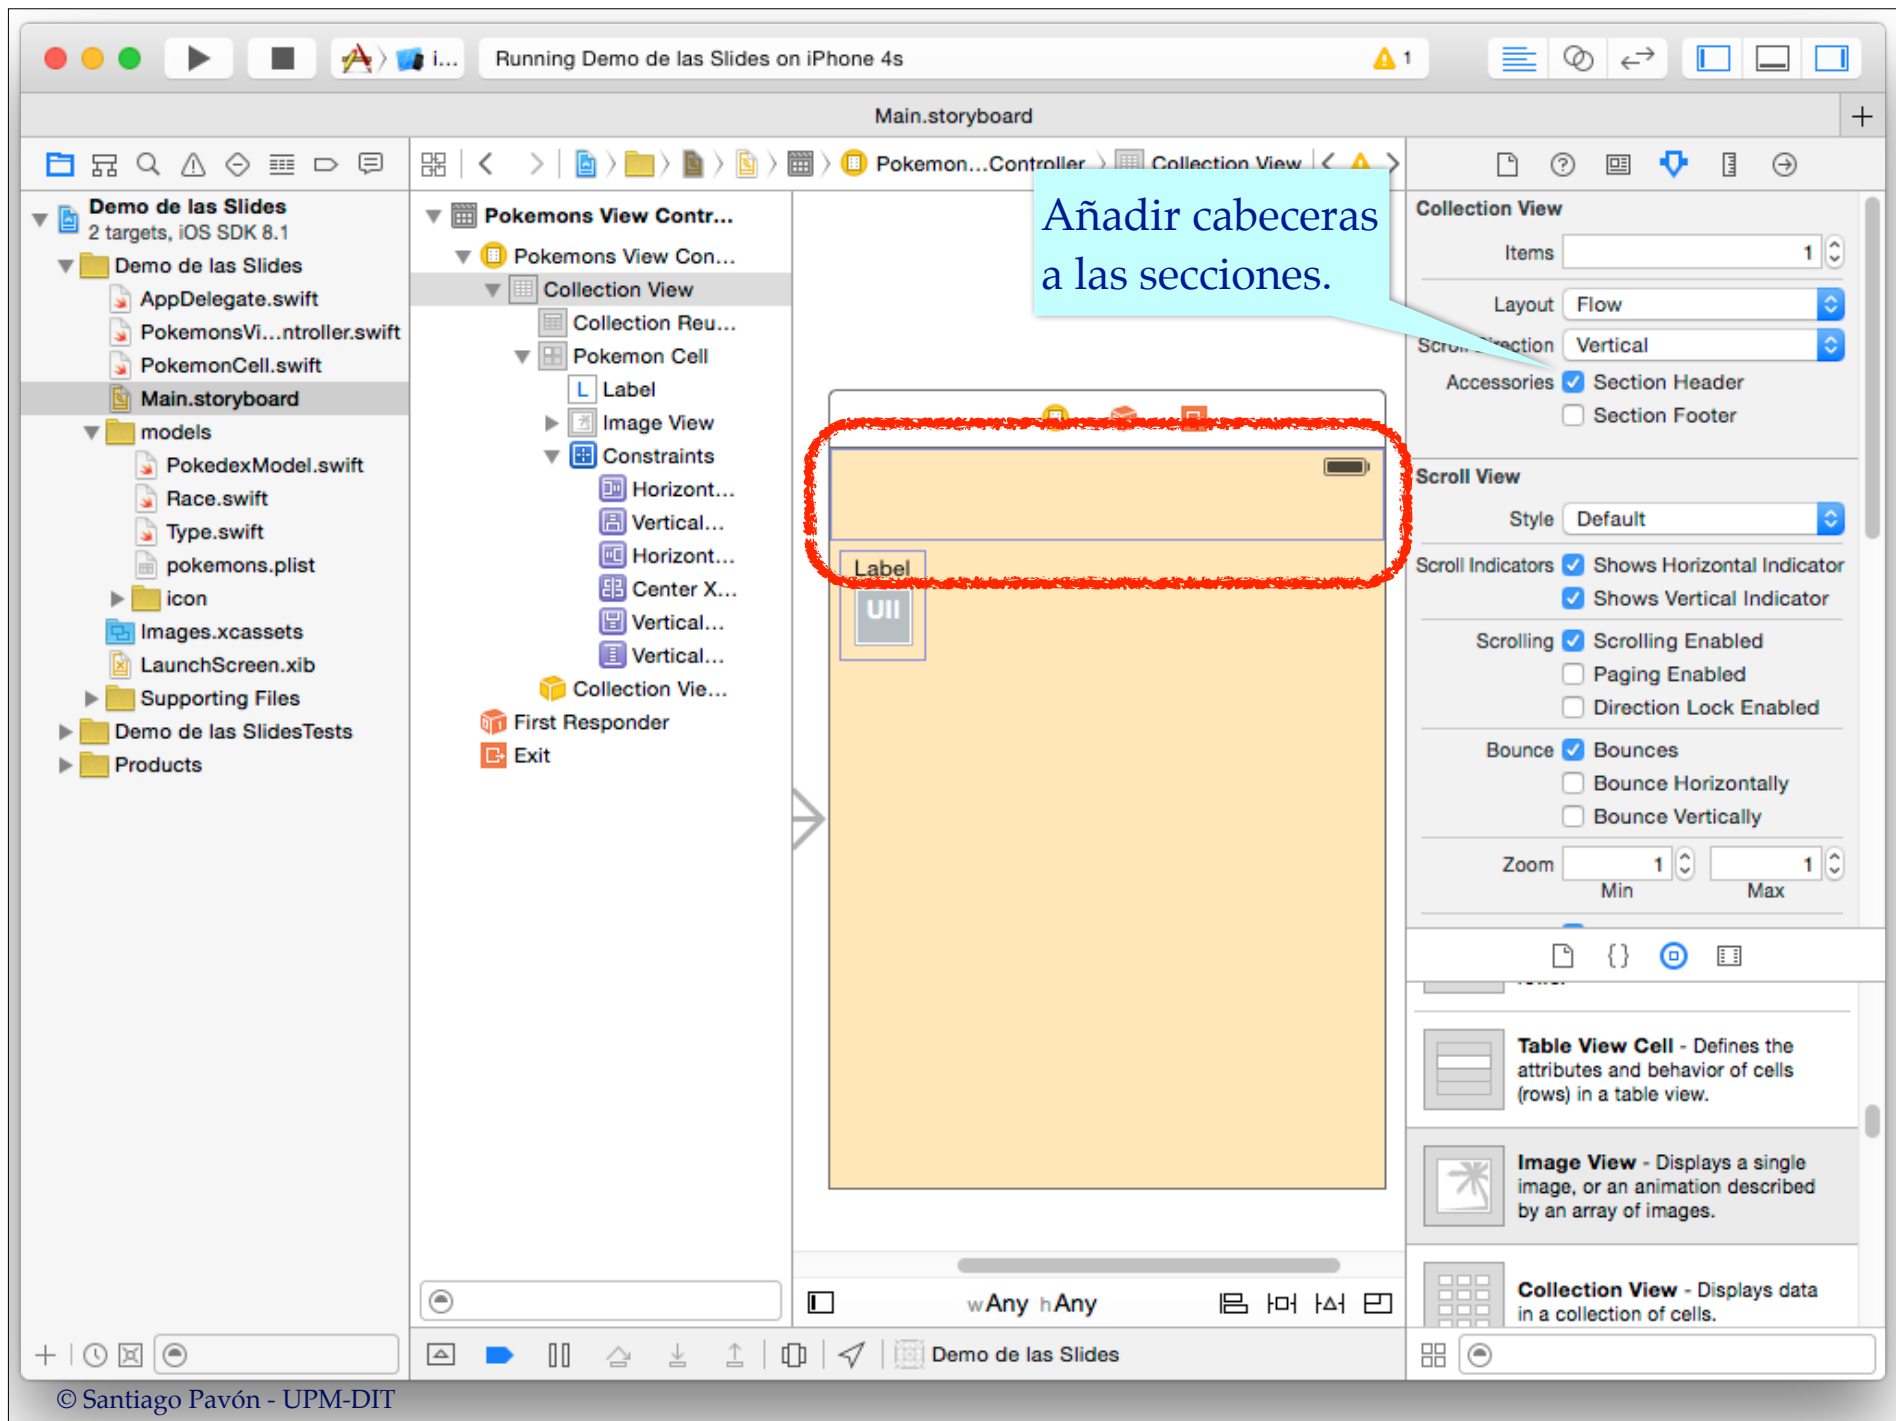 i...
Running Demo de las Slides on iPhone 4s
1
Main.storyboard
Pokemon...Controller
Collection View
Añadir cabeceras
a las secciones.
Demo de las Slides
2 targets, iOS SDK 8.1
Demo de las Slides
AppDelegate.swift
PokemonsVi...ntroller.swift
PokemonCell.swift
Main.storyboard
models
PokedexModel.swift
Race.swift
Type.swift
pokemons.plist
icon
Images.xcassets
LaunchScreen.xib
Supporting Files
Demo de las SlidesTests
Products
Pokemons View Contr...
Pokemons View Con...
Collection View
Collection Reu...
Pokemon Cell
L Label
Image View
Constraints
Horizont...
Vertical...
Horizont...
Center X...
Vertical...
Vertical...
Collection Vie...
First Responder
Exit
Label
UII
wAny hAny
Demo de las Slides
Collection View
Items 1
Layout Flow
Scroll Direction Vertical
Accessories Section Header
Section Footer
Scroll View
Style Default
Scroll Indicators Shows Horizontal Indicator
Shows Vertical Indicator
Scrolling Scrolling Enabled
Paging Enabled
Direction Lock Enabled
Bounce Bounces
Bounce Horizontally
Bounce Vertically
Zoom 1 1
Min Max
{}
Table View Cell - Defines the
attributes and behavior of cells
(rows) in a table view.
Image View - Displays a single
image, or an animation described
by an array of images.
Collection View - Displays data
in a collection of cells.
© Santiago Pavón - UPM-DIT